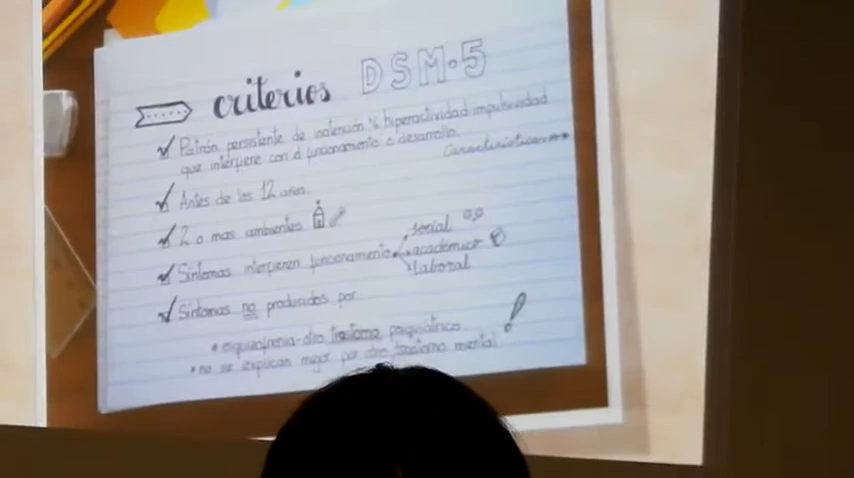 criterios DSM-5
✓ Patrón persistente de inatención y/o hiperactividad impulsividad
que interfiere con el funcionamiento o desarrollo.
Características
✓ Antes de los 12 años.
✓ 2 o mas ambientes
✓ Síntomas interfieren funcionamiento
social
académico
laboral
✓ Síntomas no producidos por
• esquizofrenia-otro trastorno psiquiátrico
• no se explican mejor por otro trastorno mental